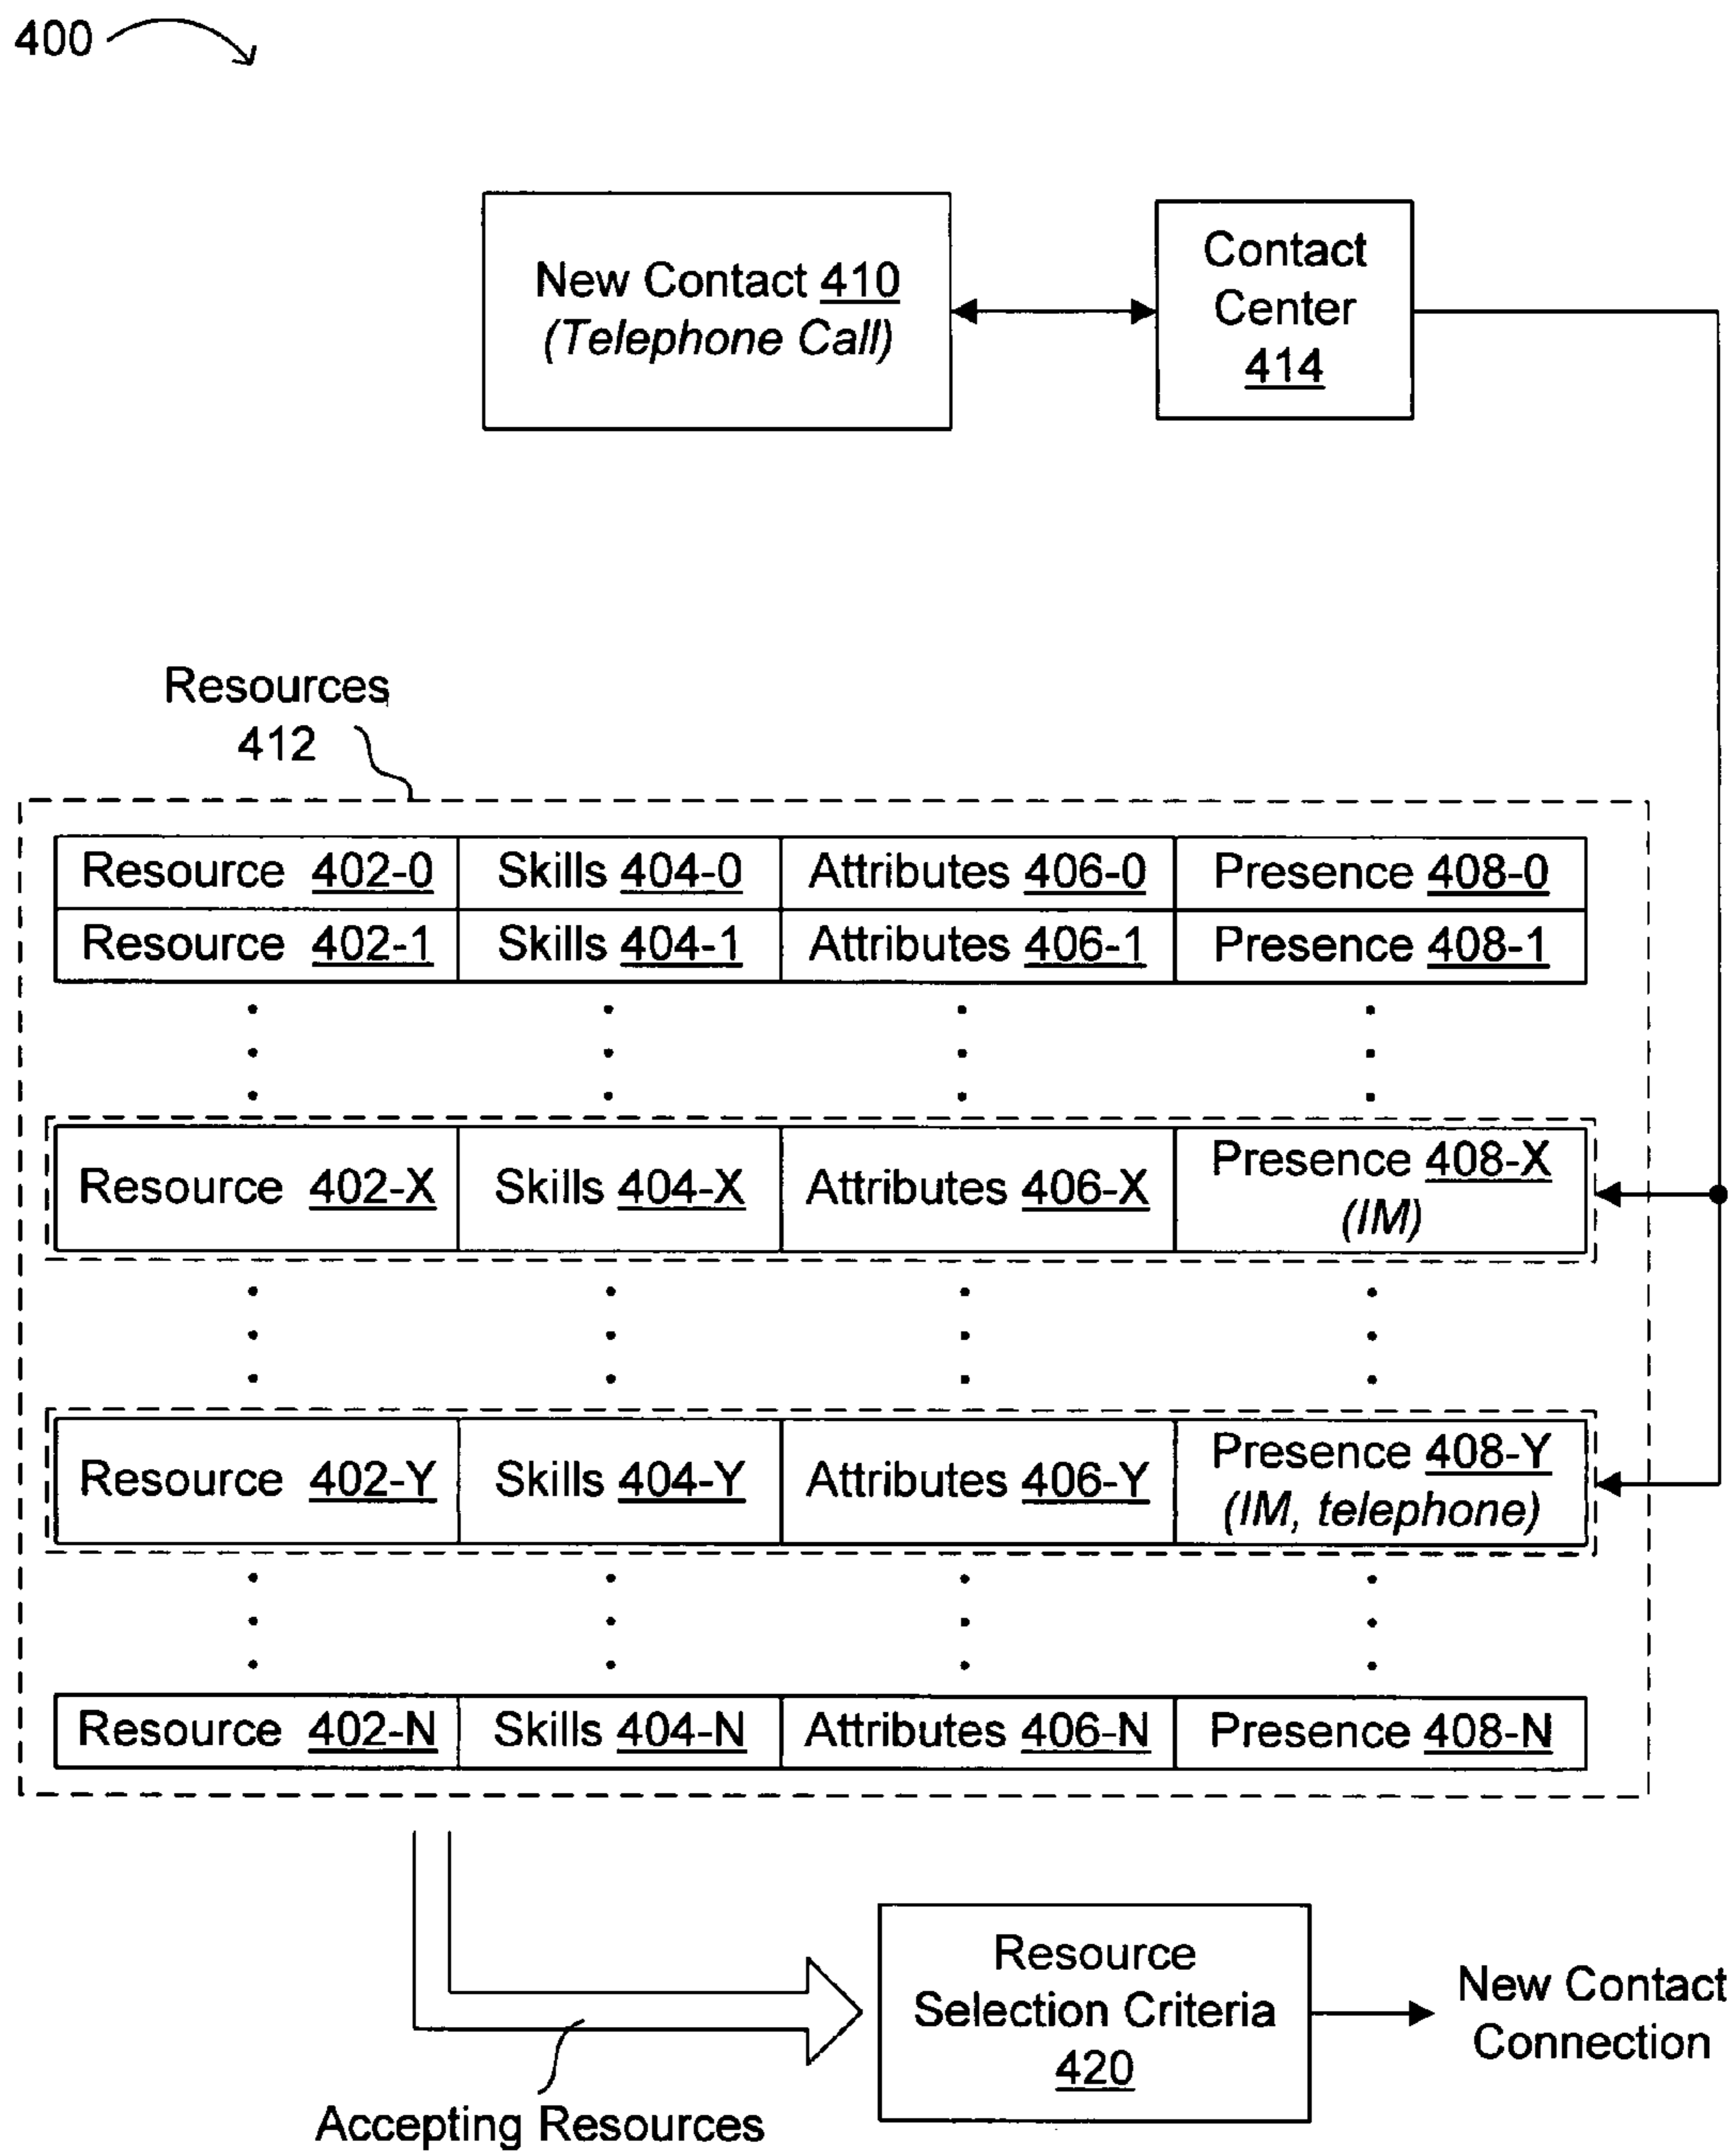 400
New Contact 410
(Telephone Call)
Contact
Center
414
Resources
412
Resource 402-0 Skills 404-0 Attributes 406-0 Presence 408-0
Resource 402-1 Skills 404-1 Attributes 406-1 Presence 408-1
Resource 402-X Skills 404-X Attributes 406-X Presence 408-X
(IM)
Resource 402-Y Skills 404-Y Attributes 406-Y Presence 408-Y
(IM, telephone)
Resource 402-N Skills 404-N Attributes 406-N Presence 408-N
Resource
Selection Criteria
420
New Contact
Connection
Accepting Resources